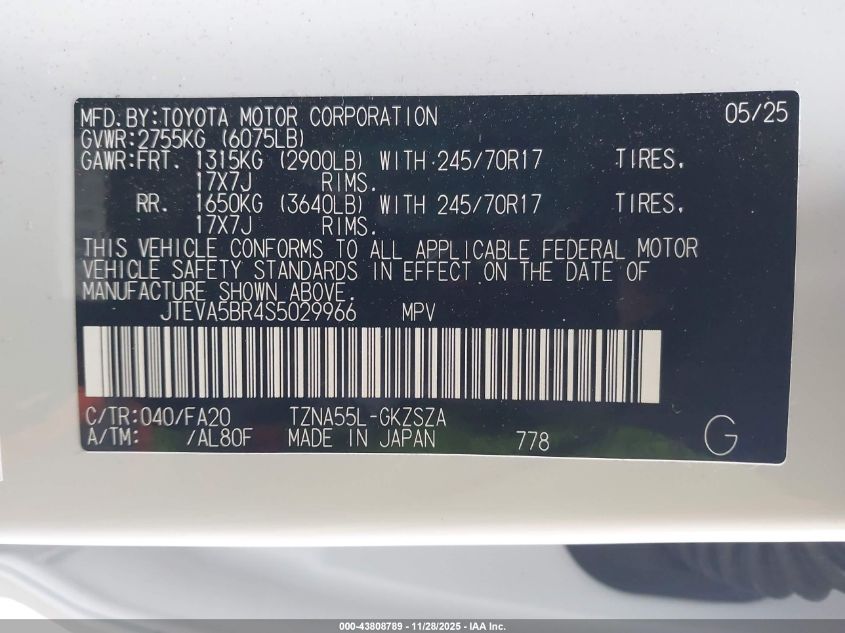 MFD.BY:TOYOTA MOTOR CORPORATION 05/25
GVWR:2755KG (6075LB)
GAWR:FRT. 1315KG (2900LB) WITH 245/70R17 TIRES.
17X7J RIMS.
RR. 1650KG (3640LB) WITH 245/70R17 TIRES.
17X7J RIMS.
THIS VEHICLE CONFORMS TO ALL APPLICABLE FEDERAL MOTOR
VEHICLE SAFETY STANDARDS IN EFFECT ON THE DATE OF
MANUFACTURE SHOWN ABOVE.
JTEVA5BR4S5029966 MPV
C/TR:040/FA20 TZNA55L-GKZSZA
A/TM: /AL80F MADE IN JAPAN 778 G
000-43808789 - 11/28/2025 - IAA Inc.